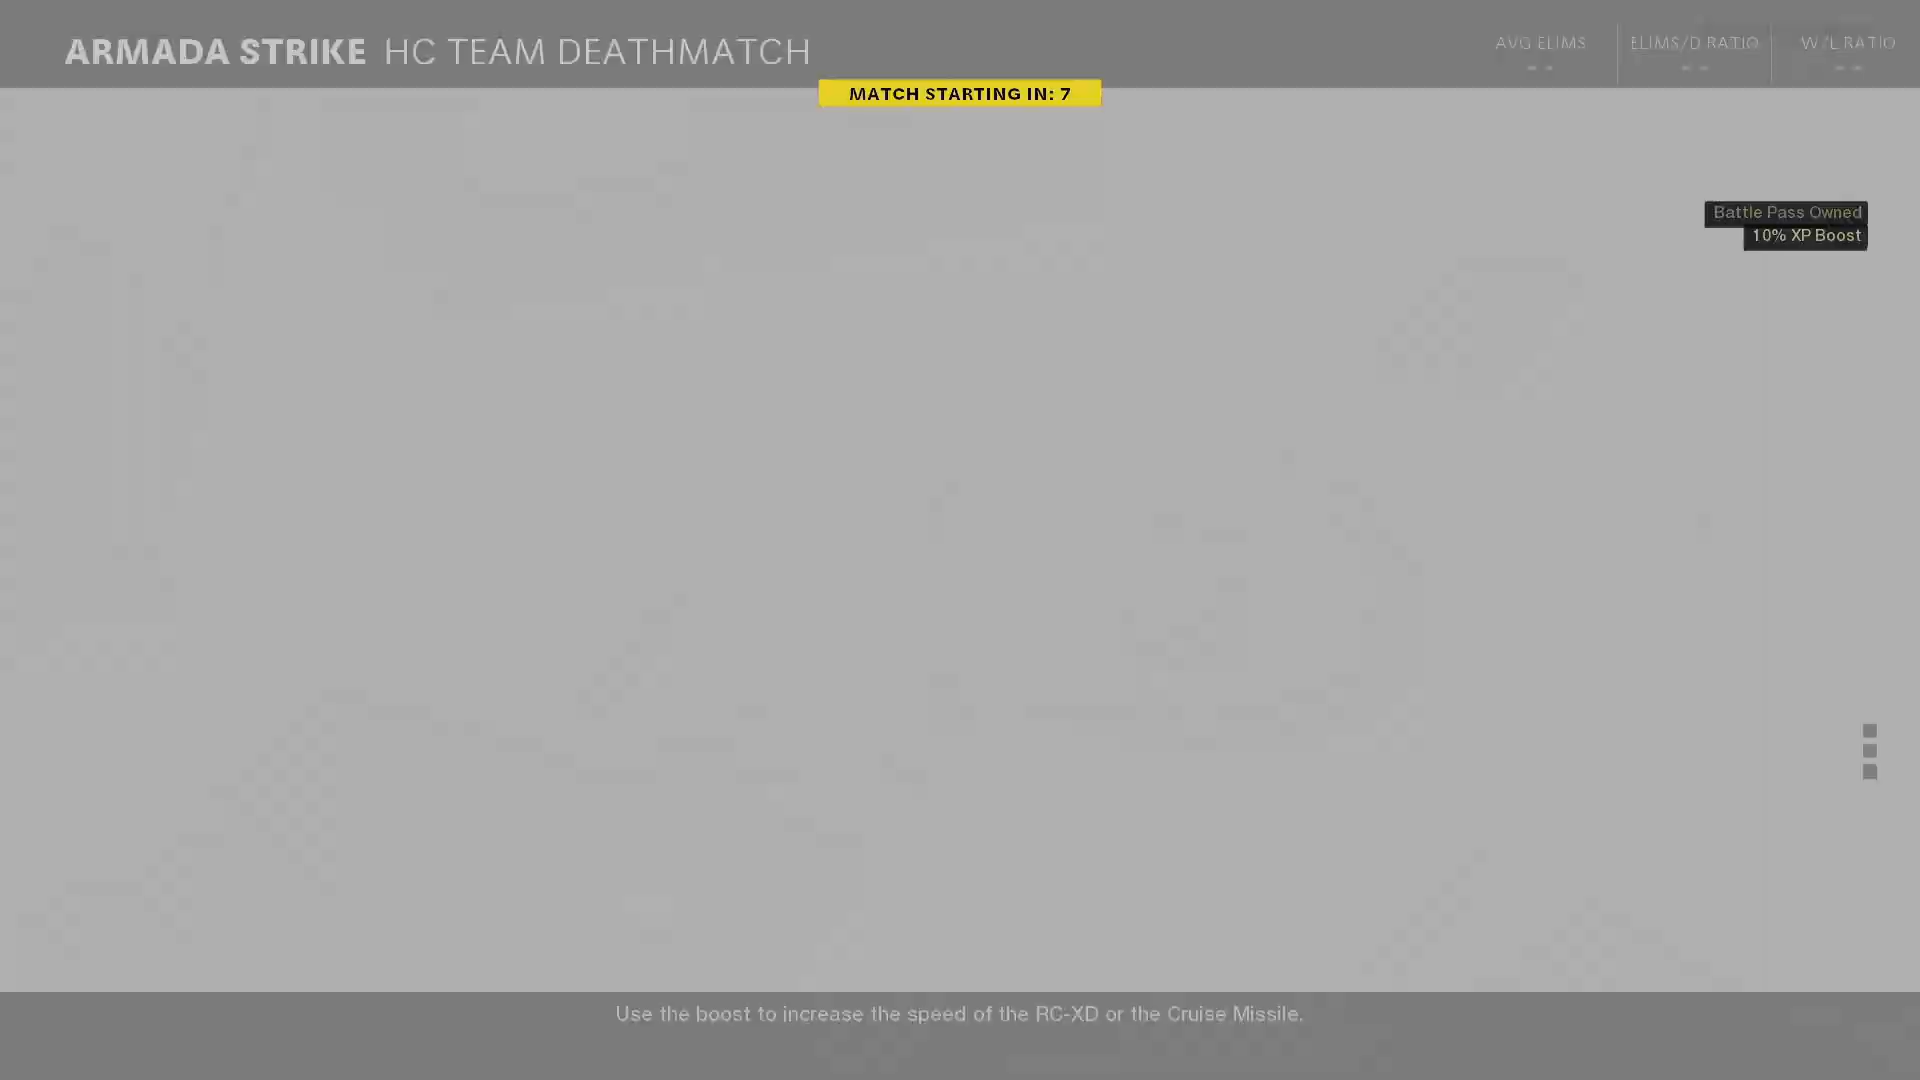 ARMADA STRIKE HC TEAM DEATHMATCH
AVG ELIMS
- -
ELIMS/D RATIO
- -
W/L RATIO
- -
MATCH STARTING IN: 7
Battle Pass Owned
10% XP Boost
Use the boost to increase the speed of the RC-XD or the Cruise Missile.